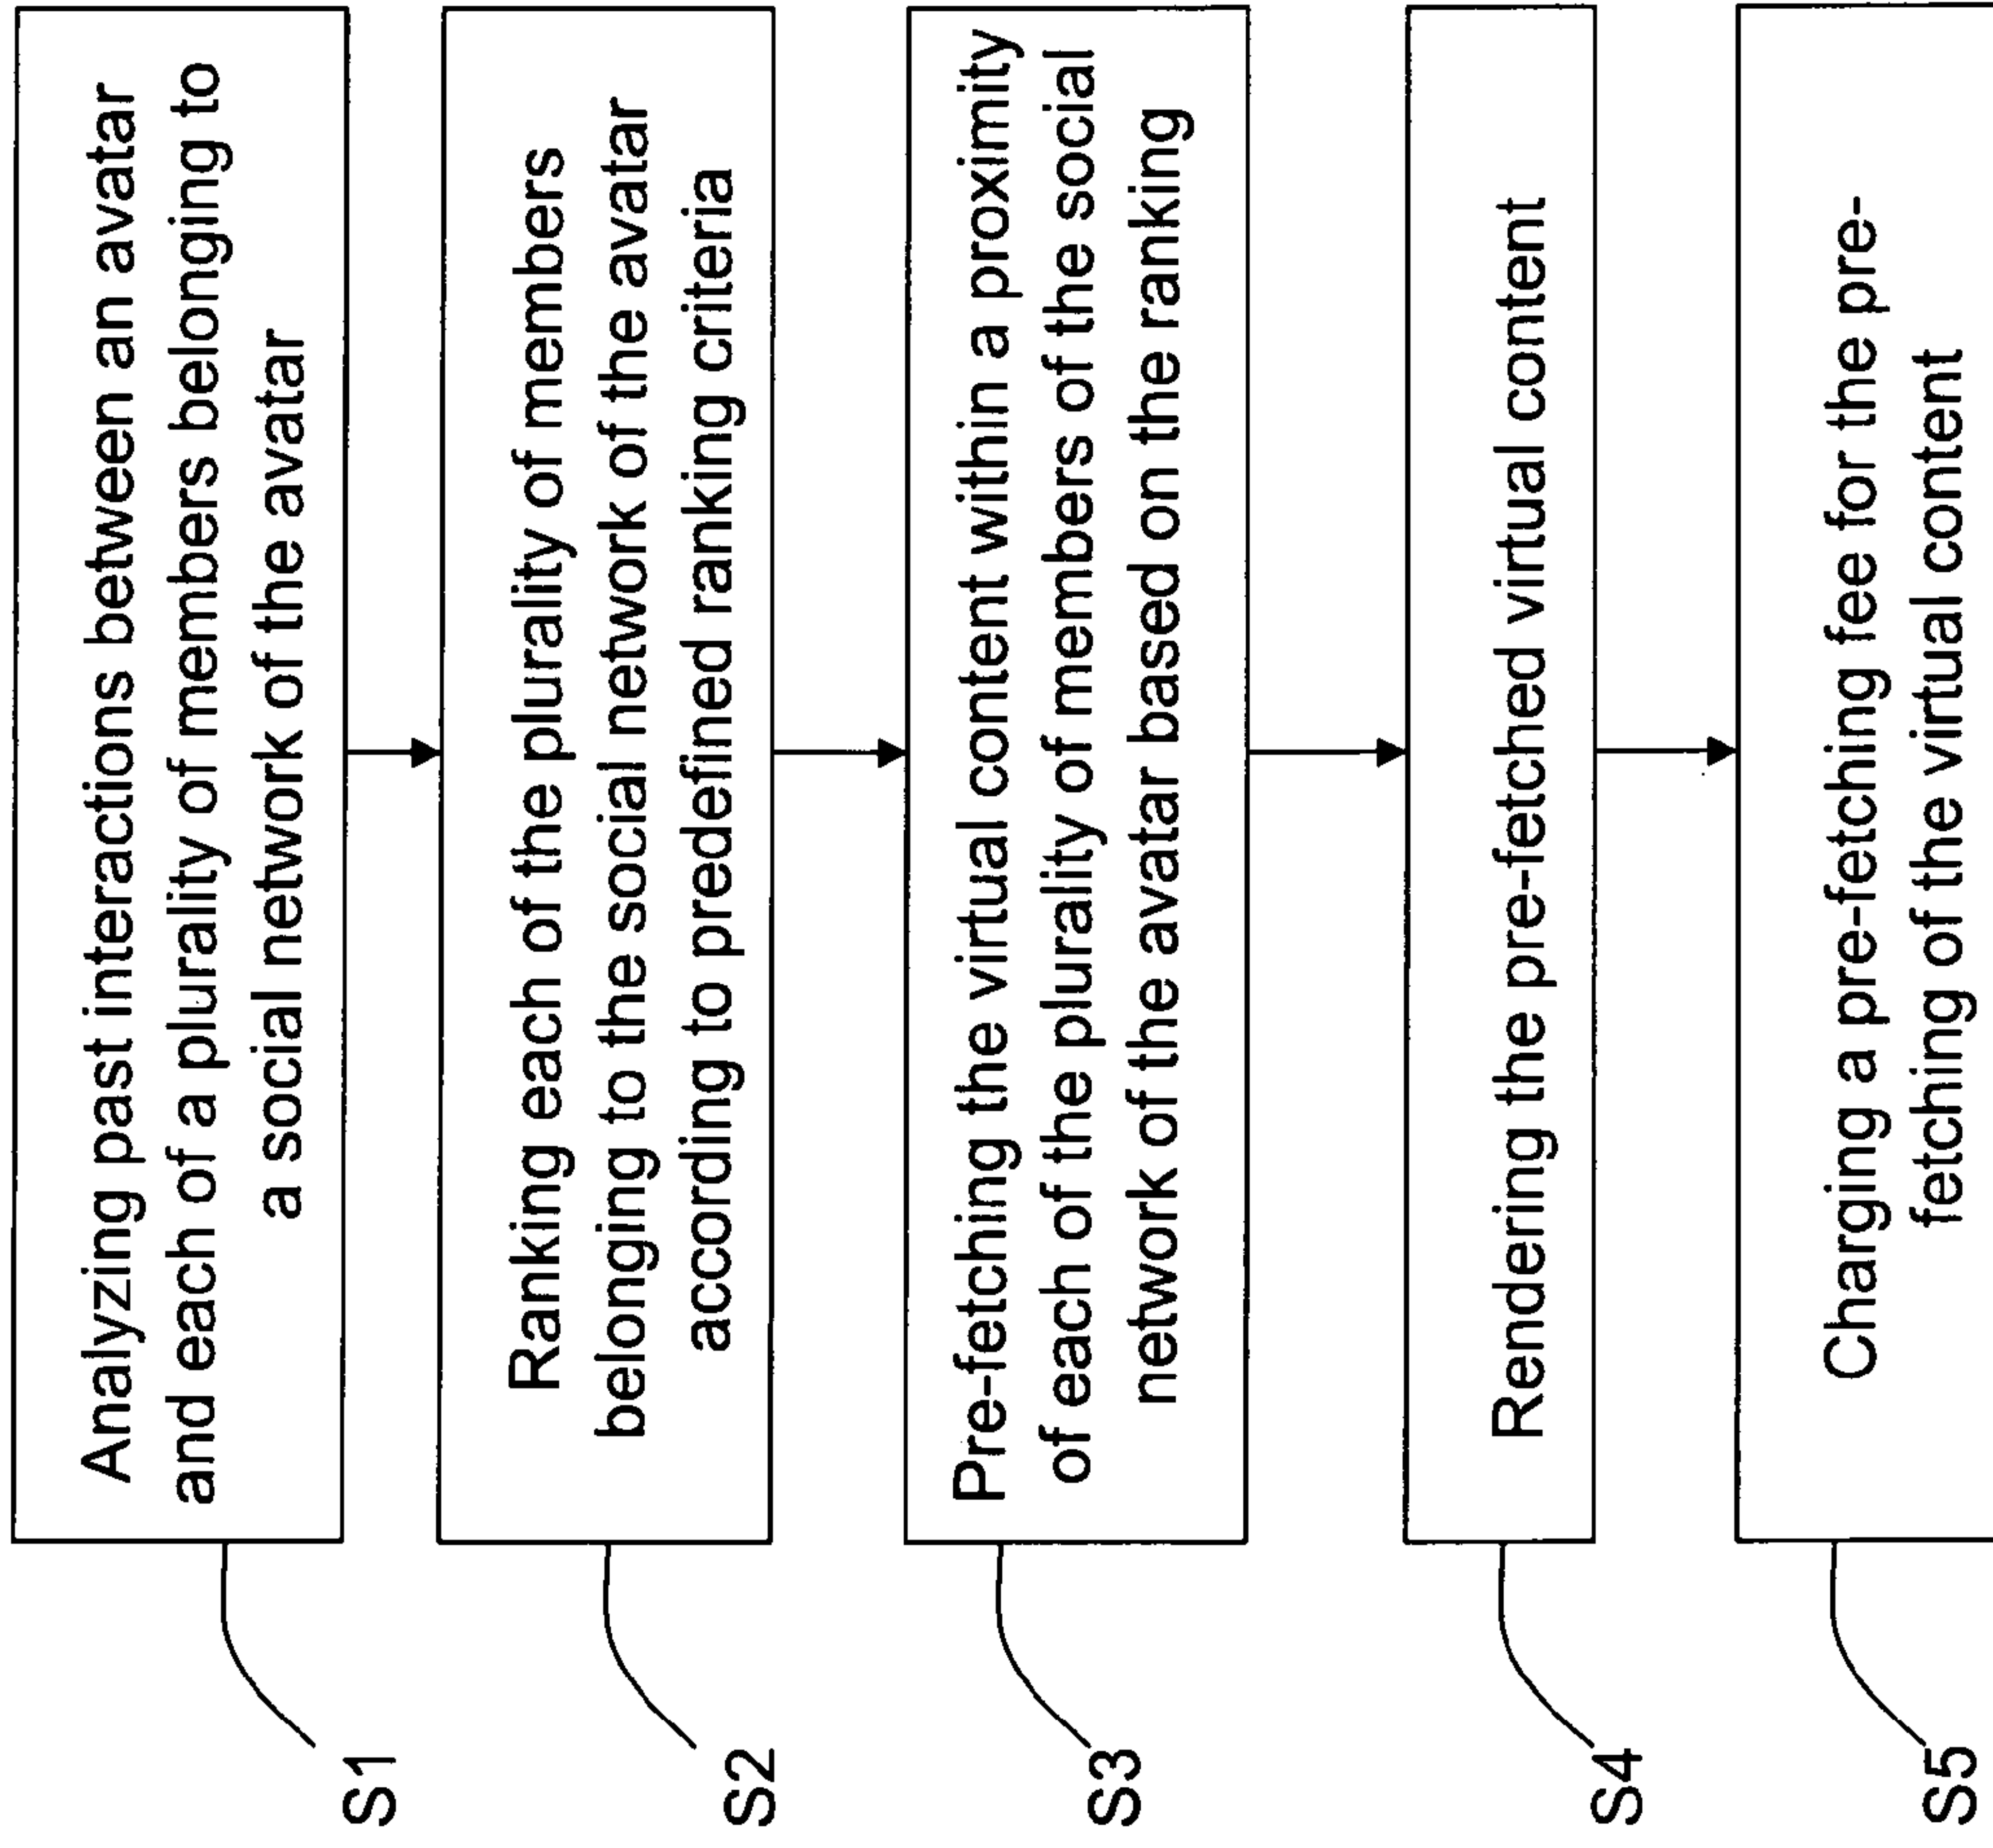 Analyzing past interactions between an avatar
and each of a plurality of members belonging to
a social network of the avatar
S1
Ranking each of the plurality of members
belonging to the social network of the avatar
according to predefined ranking criteria
S2
Pre-fetching the virtual content within a proximity
of each of the plurality of members of the social
network of the avatar based on the ranking
S3
Rendering the pre-fetched virtual content
S4
Charging a pre-fetching fee for the pre-
fetching of the virtual content
S5